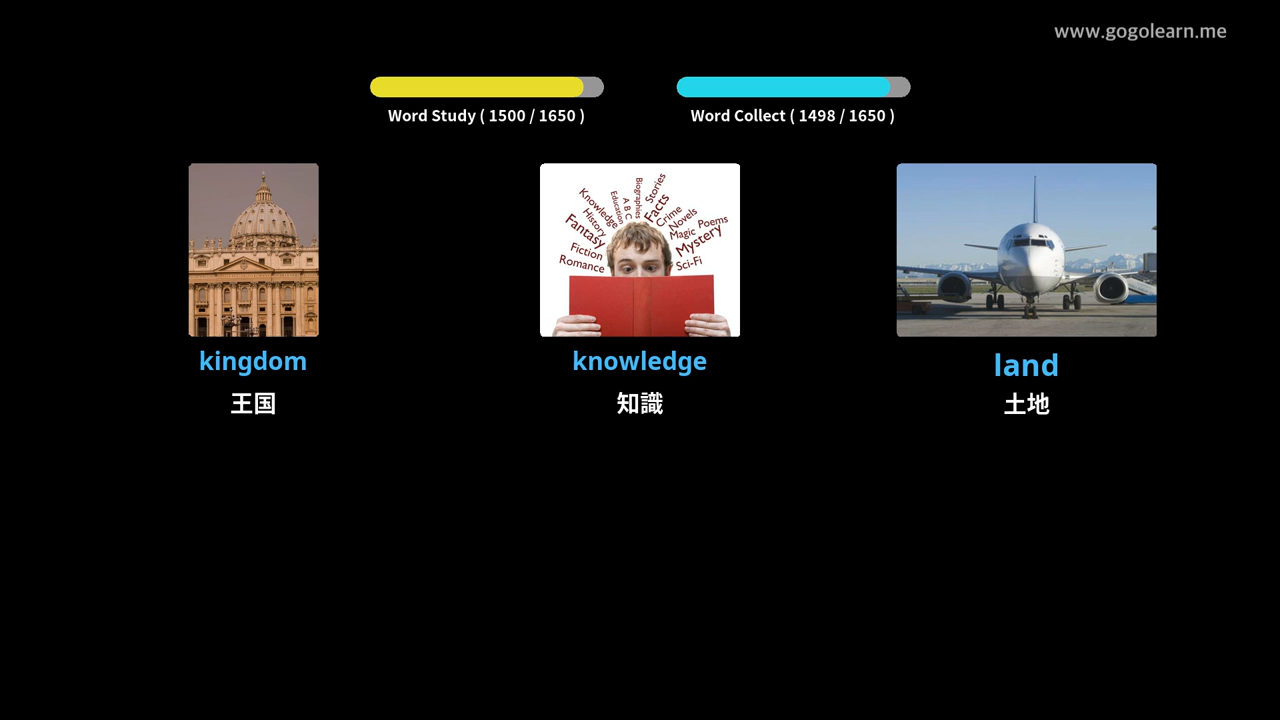 www.gogolearn.me
Word Study ( 1500 / 1650 )
Word Collect ( 1498 / 1650 )
Knowledge
History
Fantasy
Fiction
Romance
Education
A B C
Biographies
Stories
Facts
Crime
Novels
Magic
Poems
Mystery
Sci-Fi
kingdom
knowledge
land
王国
知識
土地